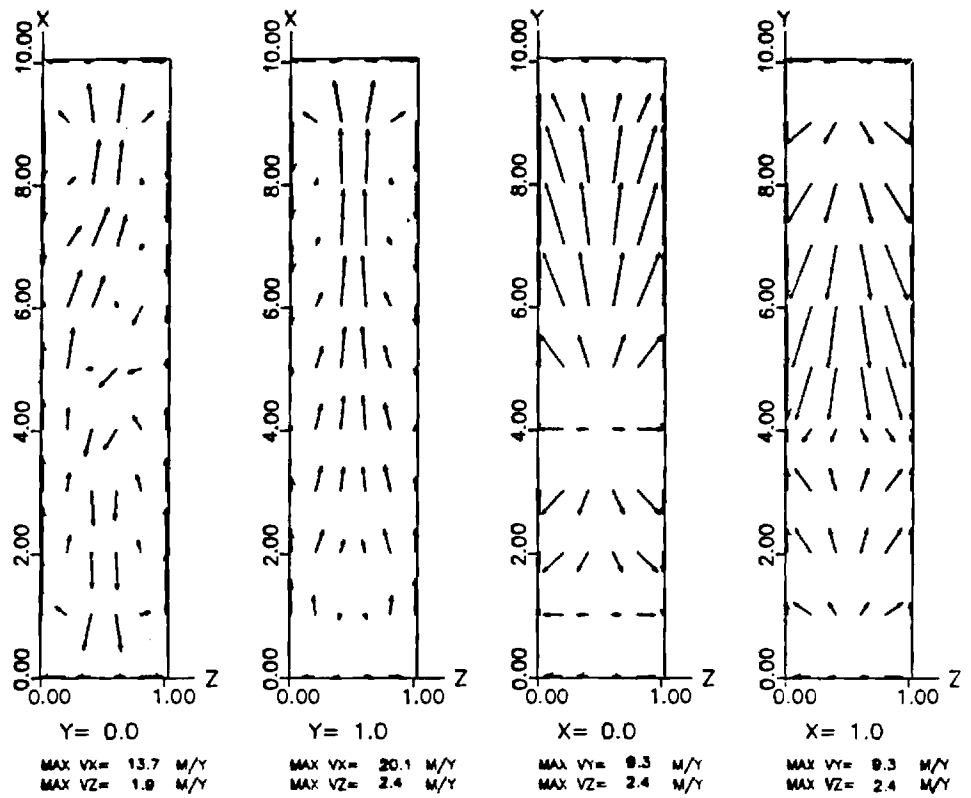 X X Y Y
10.00 10.00 10.00 10.00
8.00 8.00 8.00 8.00
6.00 6.00 6.00 6.00
4.00 4.00 4.00 4.00
2.00 2.00 2.00 2.00
0.00 0.00 0.00 0.00
Z Z Z Z
0.00 1.00 0.00 1.00 0.00 1.00 0.00 1.00
Y= 0.0 Y= 1.0 X= 0.0 X= 1.0
MAX VX= 13.7 M/Y MAX VX= 20.1 M/Y MAX VY= 9.3 M/Y MAX VY= 9.3 M/Y
MAX VZ= 1.9 M/Y MAX VZ= 2.4 M/Y MAX VZ= 2.4 M/Y MAX VZ= 2.4 M/Y